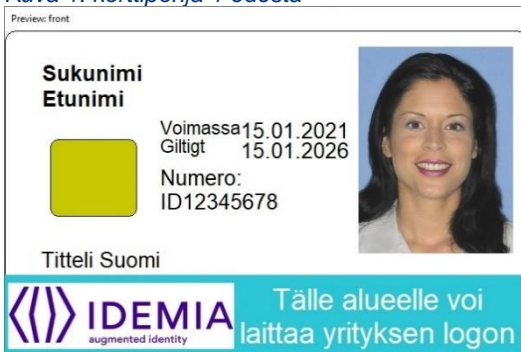 Kuva 1: korttipohja 1 edestä
Preview: front
Sukunimi
Etunimi
Voimassa 15.01.2021
Giltigt 15.01.2026
Numero:
ID12345678
Titteli Suomi
IDEMIA
augmented identity
Tälle alueelle voi
laittaa yrityksen logon